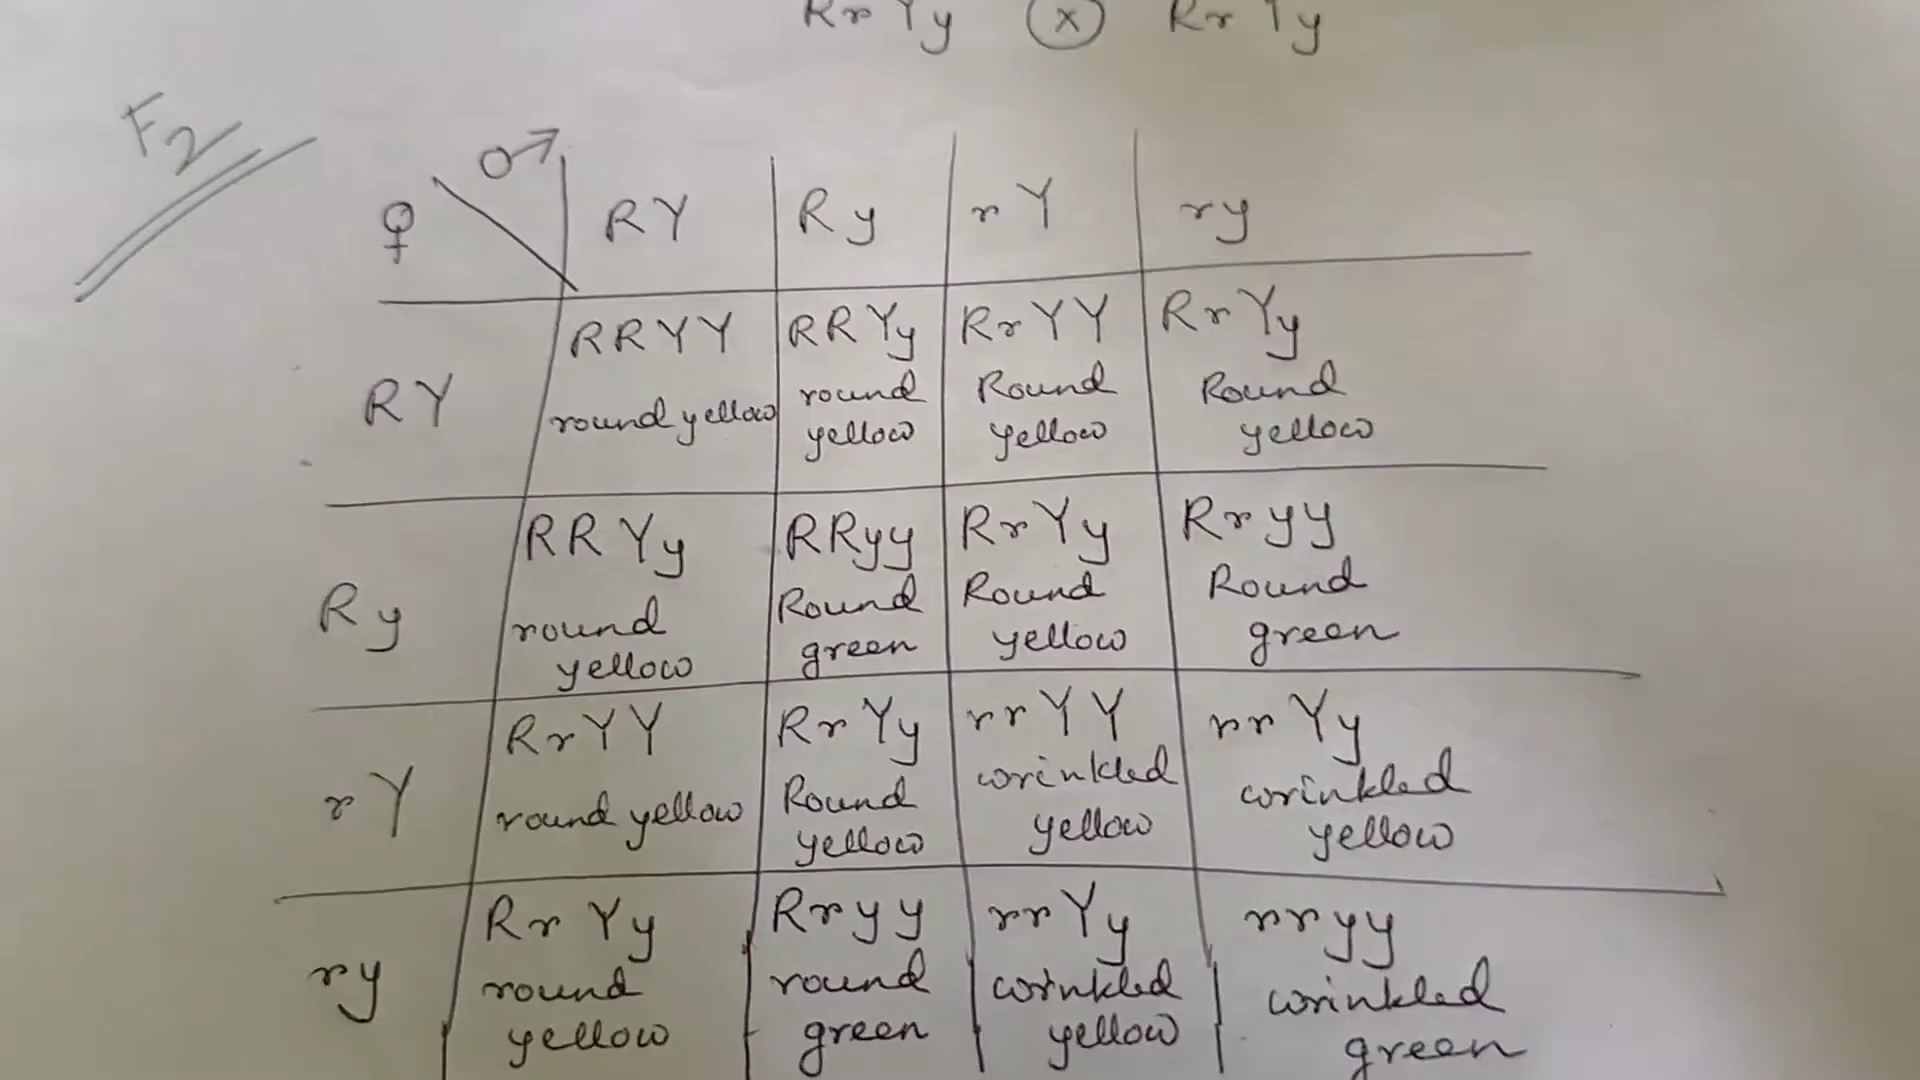 RrYy x RrYy
F2
♂
♀ RY Ry rY ry
RY RRYY RRYy RrYY RrYy
round yellow round Round Round
yellow yellow yellow
Ry RRYy RRyy RrYy Rryy
round Round Round Round
yellow green yellow green
rY RrYY RrYy rrYY rrYy
round yellow Round wrinkled wrinkled
yellow yellow yellow
ry RrYy Rryy rrYy rryy
round round wrinkled wrinkled
yellow green yellow green